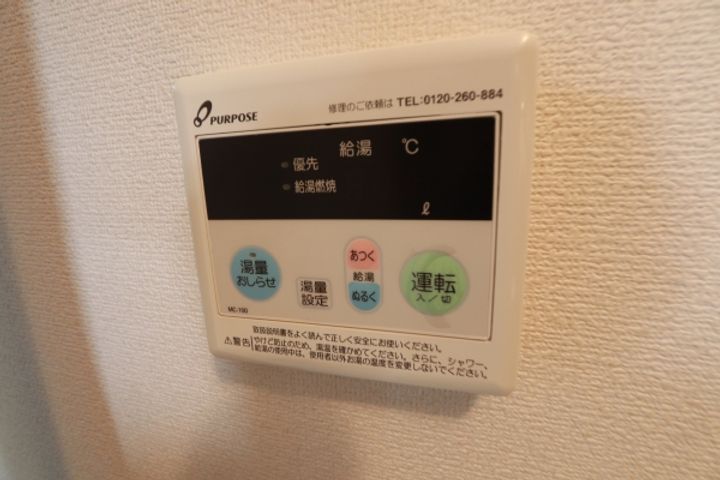 PURPOSE
修理のご依頼は TEL:0120-260-884
給湯 ℃
優先
給湯燃焼
ℓ
湯量
おしらせ
湯量
設定
あつく
給湯
ぬるく
運転
入/切
MC-100
取扱説明書をよく読んで正しく安全にお使いください。
⚠警告 やけど防止のため、湯温を確かめてください。さらに、シャワー、
給湯の使用中は、使用者以外お湯の温度を変更しないでください。